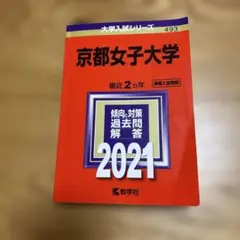 大学入試シリーズ
493
京都女子大学
最近2カ年
傾向と対策
過去問
解答
2021
教学社